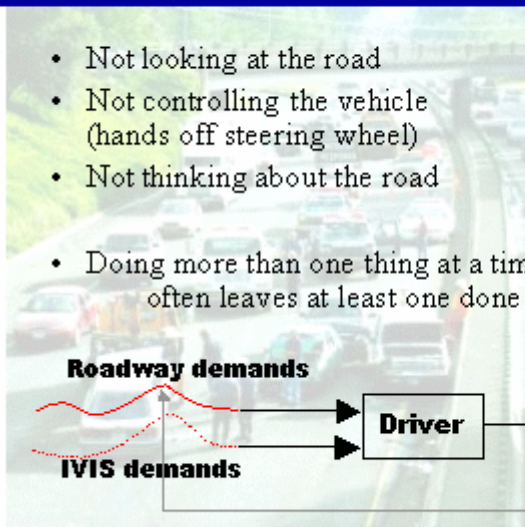 • Not looking at the road
• Not controlling the vehicle
(hands off steering wheel)
• Not thinking about the road
• Doing more than one thing at a tim
often leaves at least one done
Roadway demands
Driver
IVIS demands